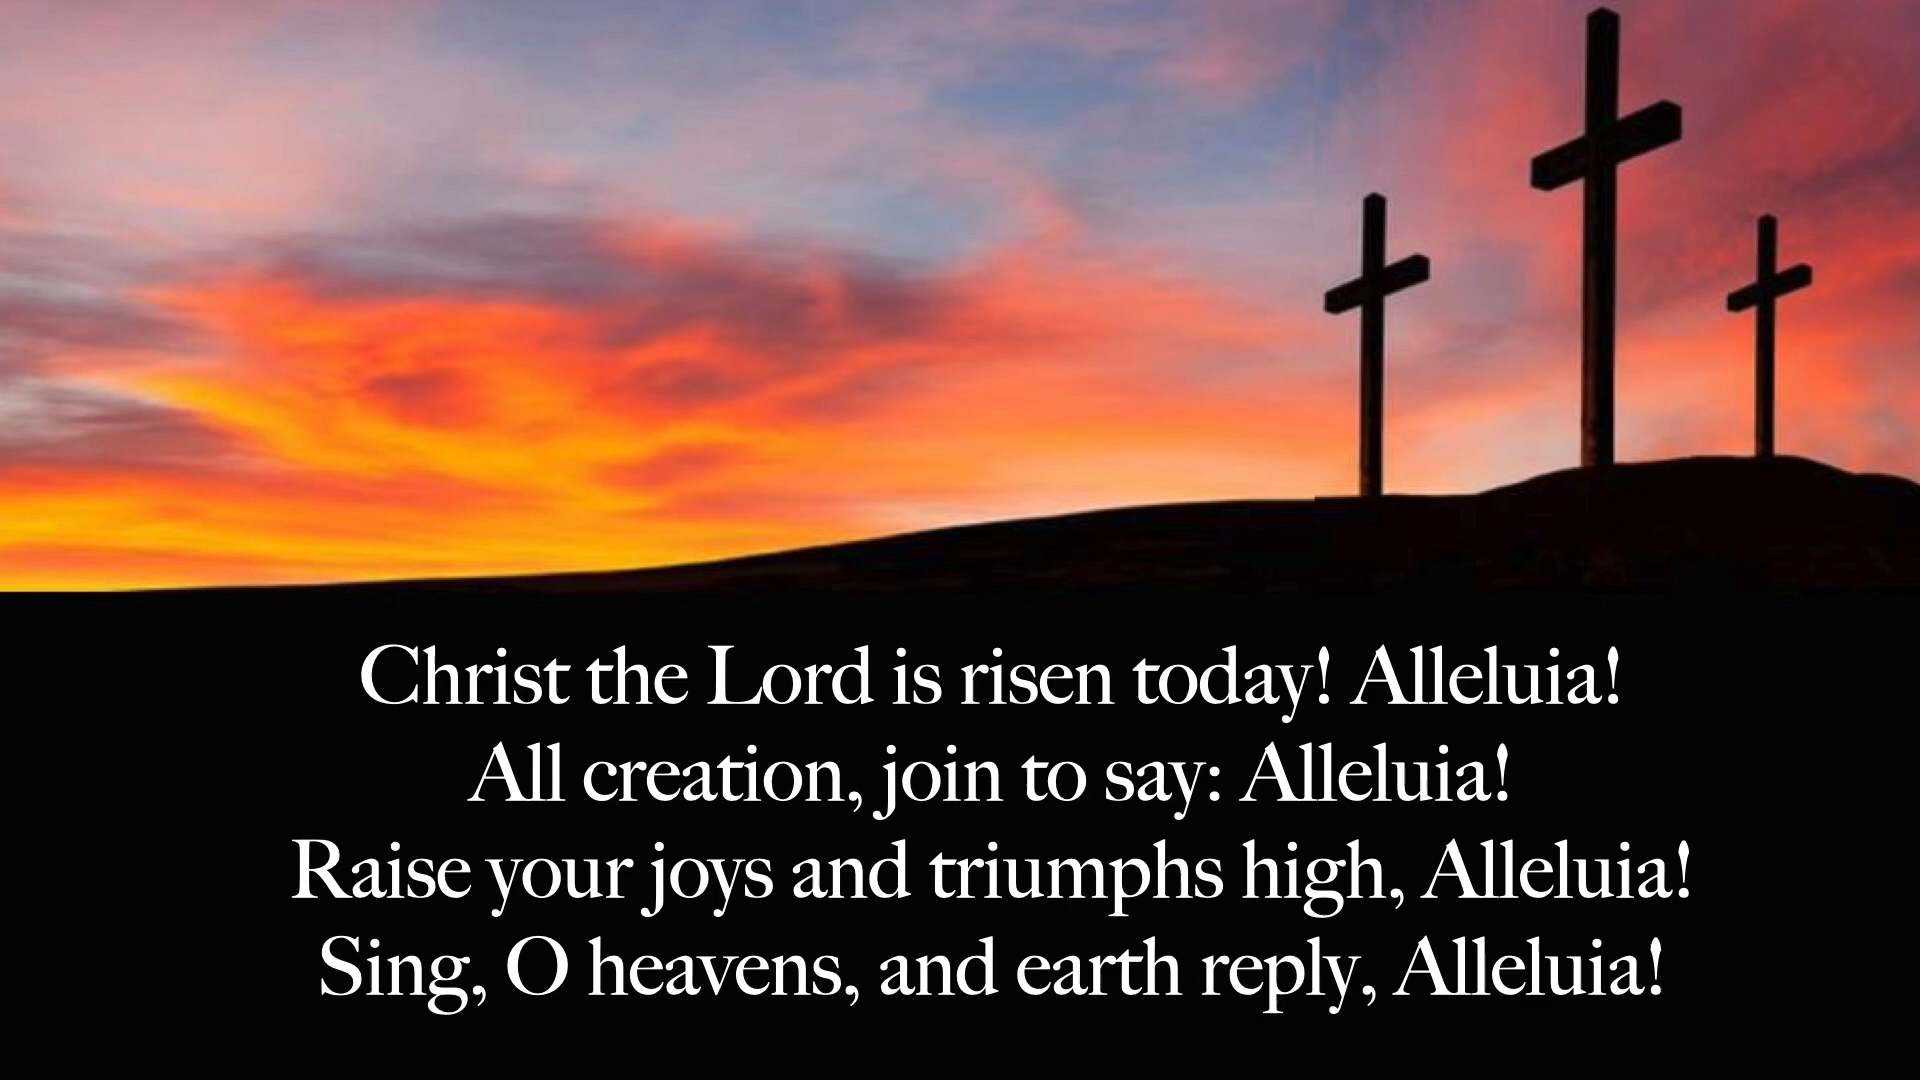 Christ the Lord is risen today! Alleluia!
All creation, join to say: Alleluia!
Raise your joys and triumphs high, Alleluia!
Sing, O heavens, and earth reply, Alleluia!